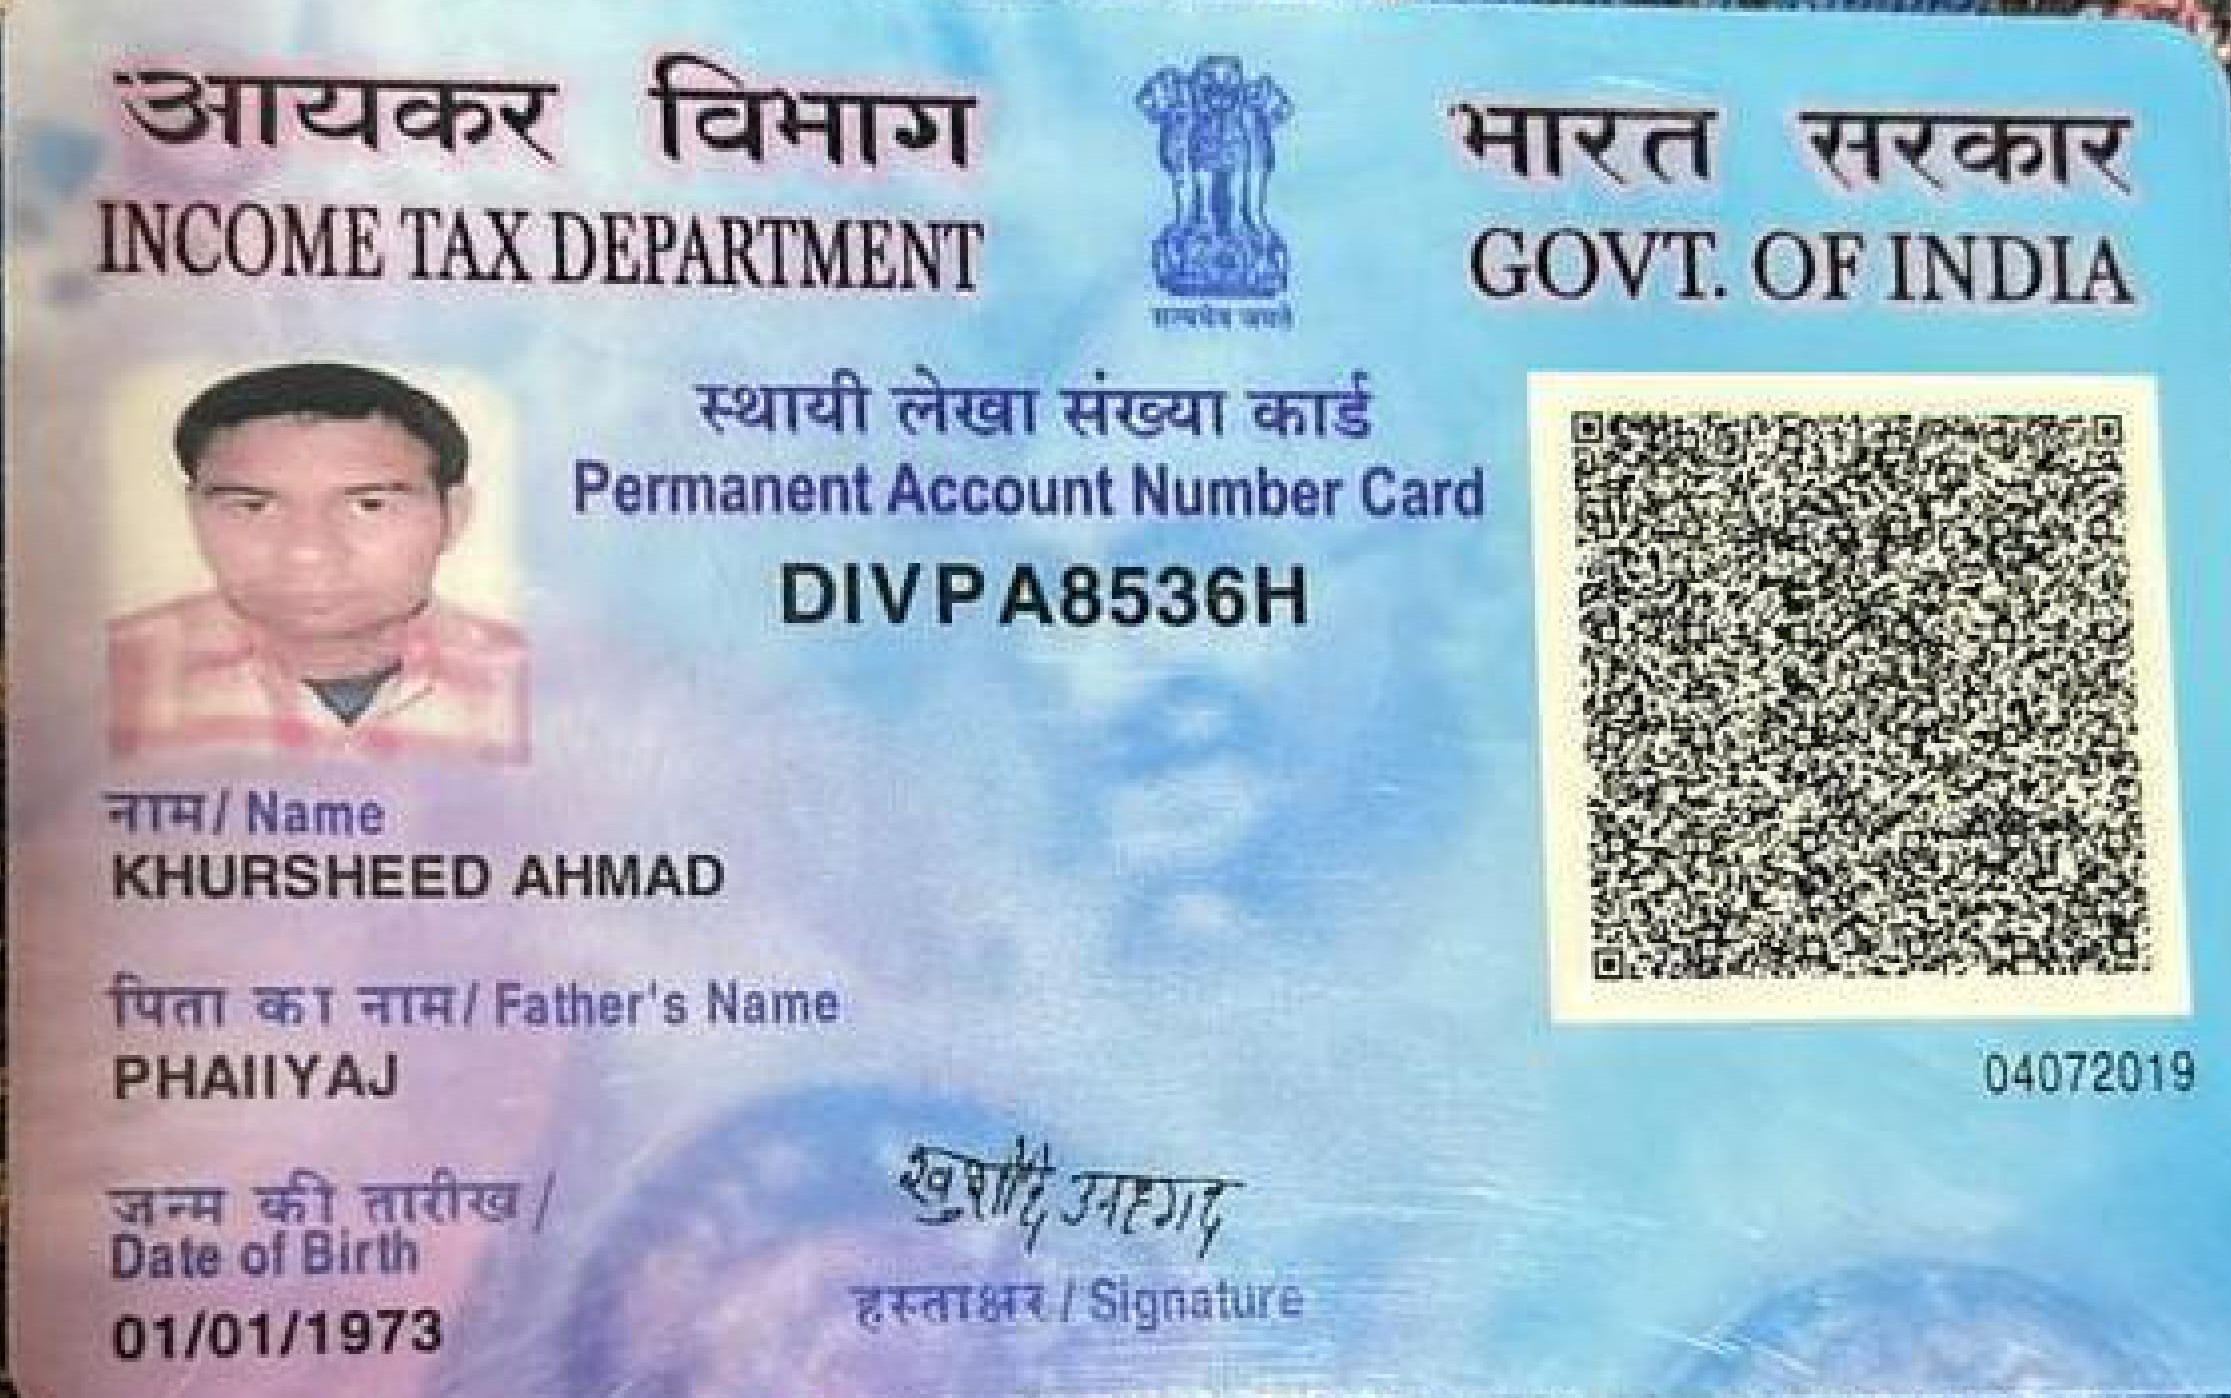 आयकर विभाग
INCOME TAX DEPARTMENT
सत्यमेव जयते
भारत सरकार
GOVT. OF INDIA
स्थायी लेखा संख्या कार्ड
Permanent Account Number Card
DIVPA8536H
नाम / Name
KHURSHEED AHMAD
पिता का नाम / Father's Name
PHAIIYAJ
04072019
जन्म की तारीख /
Date of Birth
01/01/1973
खुर्शीद अहमद
हस्ताक्षर / Signature